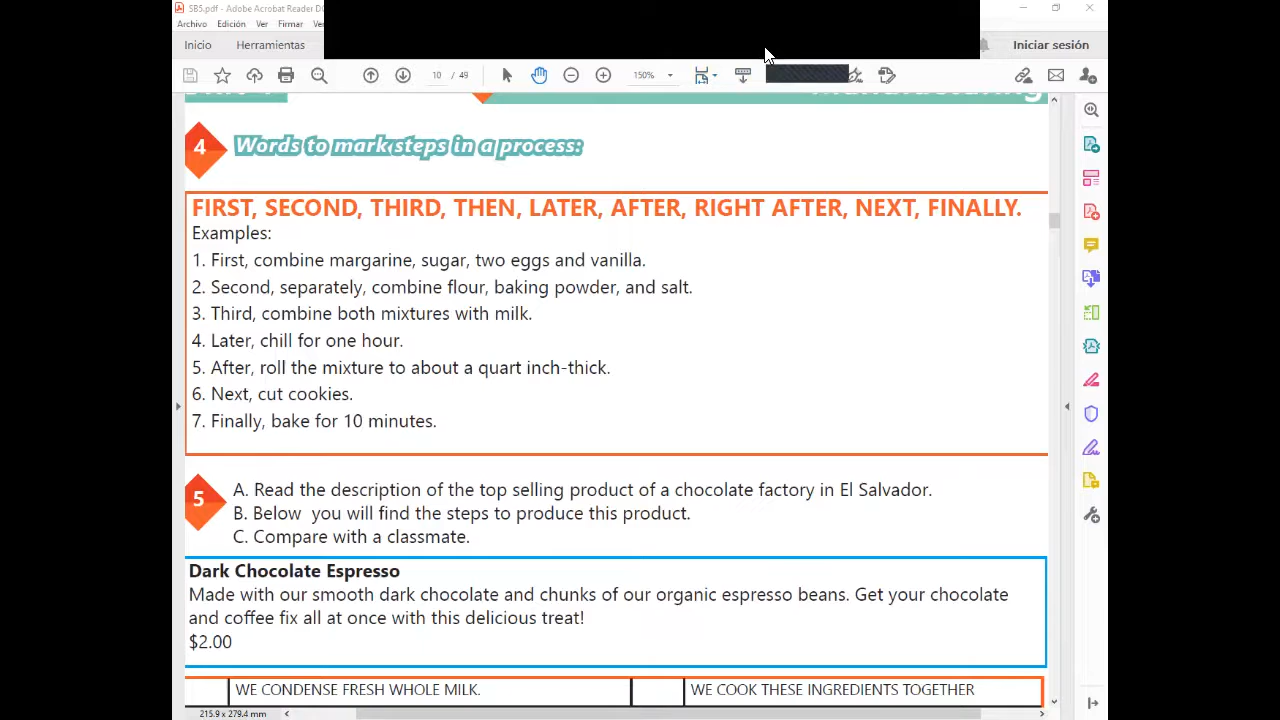 SB5.pdf - Adobe Acrobat Reader DC
Archivo Edición Ver Firmar
Inicio Herramientas Iniciar sesión
10 / 49 150%
Manufacturing
4 Words to mark steps in a process:
FIRST, SECOND, THIRD, THEN, LATER, AFTER, RIGHT AFTER, NEXT, FINALLY.
Examples:
1. First, combine margarine, sugar, two eggs and vanilla.
2. Second, separately, combine flour, baking powder, and salt.
3. Third, combine both mixtures with milk.
4. Later, chill for one hour.
5. After, roll the mixture to about a quart inch-thick.
6. Next, cut cookies.
7. Finally, bake for 10 minutes.
5 A. Read the description of the top selling product of a chocolate factory in El Salvador.
B. Below you will find the steps to produce this product.
C. Compare with a classmate.
Dark Chocolate Espresso
Made with our smooth dark chocolate and chunks of our organic espresso beans. Get your chocolate
and coffee fix all at once with this delicious treat!
$2.00
WE CONDENSE FRESH WHOLE MILK. WE COOK THESE INGREDIENTS TOGETHER
215.9 x 279.4 mm